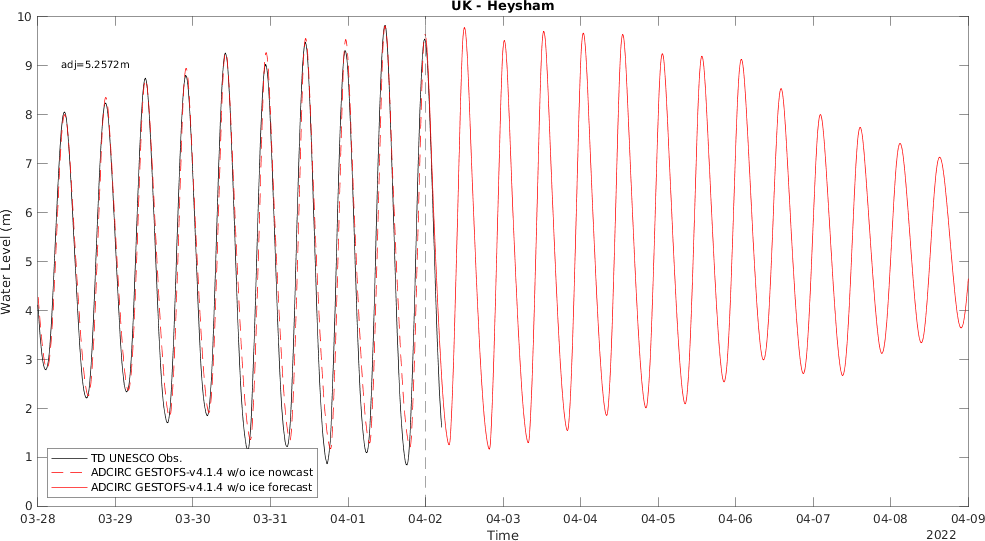 UK - Heysham
adj=5.2572m
Water Level (m)
10
9
8
7
6
5
4
3
2
1
0
TD UNESCO Obs.
ADCIRC GESTOFS-v4.1.4 w/o ice nowcast
ADCIRC GESTOFS-v4.1.4 w/o ice forecast
03-28 03-29 03-30 03-31 04-01 04-02 04-03 04-04 04-05 04-06 04-07 04-08 04-09
Time
2022